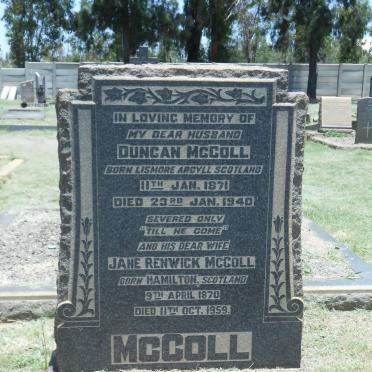 IN LOVING MEMORY OF
MY DEAR HUSBAND
DUNCAN MCCOLL
BORN LISMORE ARGYLL SCOTLAND
11TH JAN. 1871
DIED 23RD JAN. 1940
SEVERED ONLY
"TILL HE COME"
AND HIS DEAR WIFE
JANE RENWICK MCCOLL
BORN HAMILTON, SCOTLAND
9TH APRIL 1870
DIED 11TH OCT. 1959.
MCCOLL